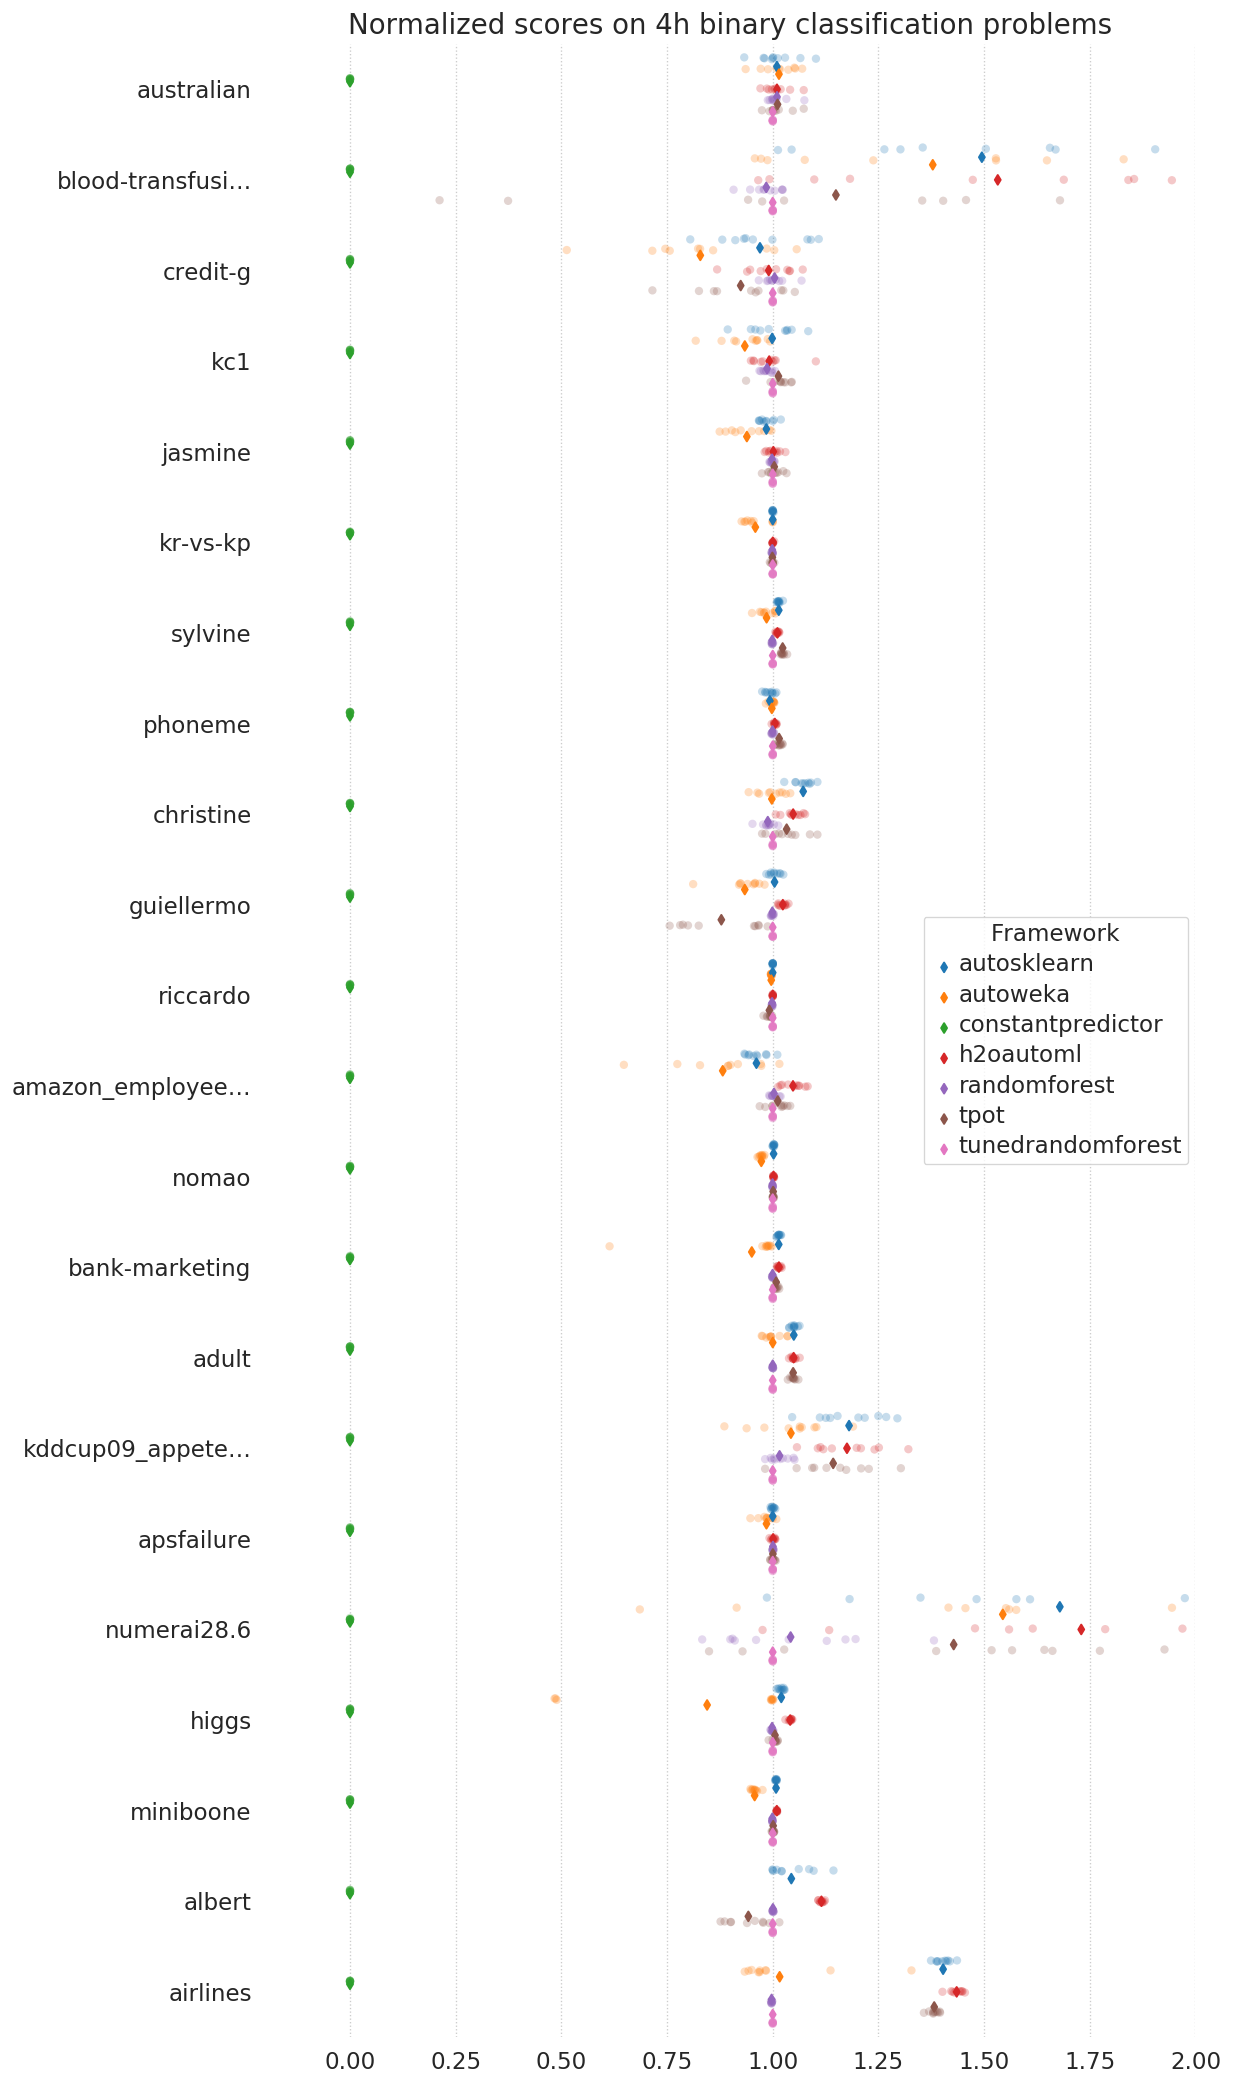 Normalized scores on 4h binary classification problems
australian
blood-transfusi...
credit-g
kc1
jasmine
kr-vs-kp
sylvine
phoneme
christine
guiellermo
riccardo
amazon_employee...
nomao
bank-marketing
adult
kddcup09_appete...
apsfailure
numerai28.6
higgs
miniboone
albert
airlines
Framework
autosklearn
autoweka
constantpredictor
h2oautoml
randomforest
tpot
tunedrandomforest
0.00 0.25 0.50 0.75 1.00 1.25 1.50 1.75 2.00